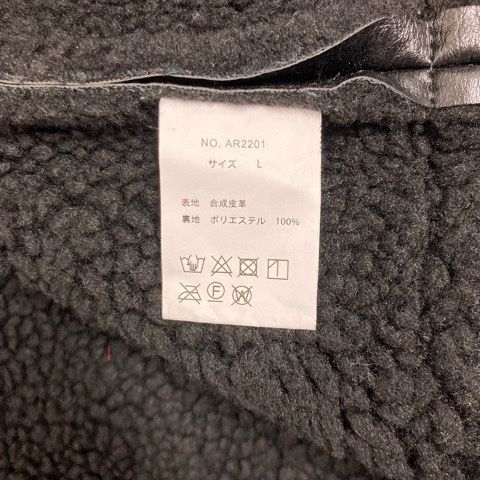 NO. AR2201
サイズ L
表地 合成皮革
裏地 ポリエステル 100%
F
W